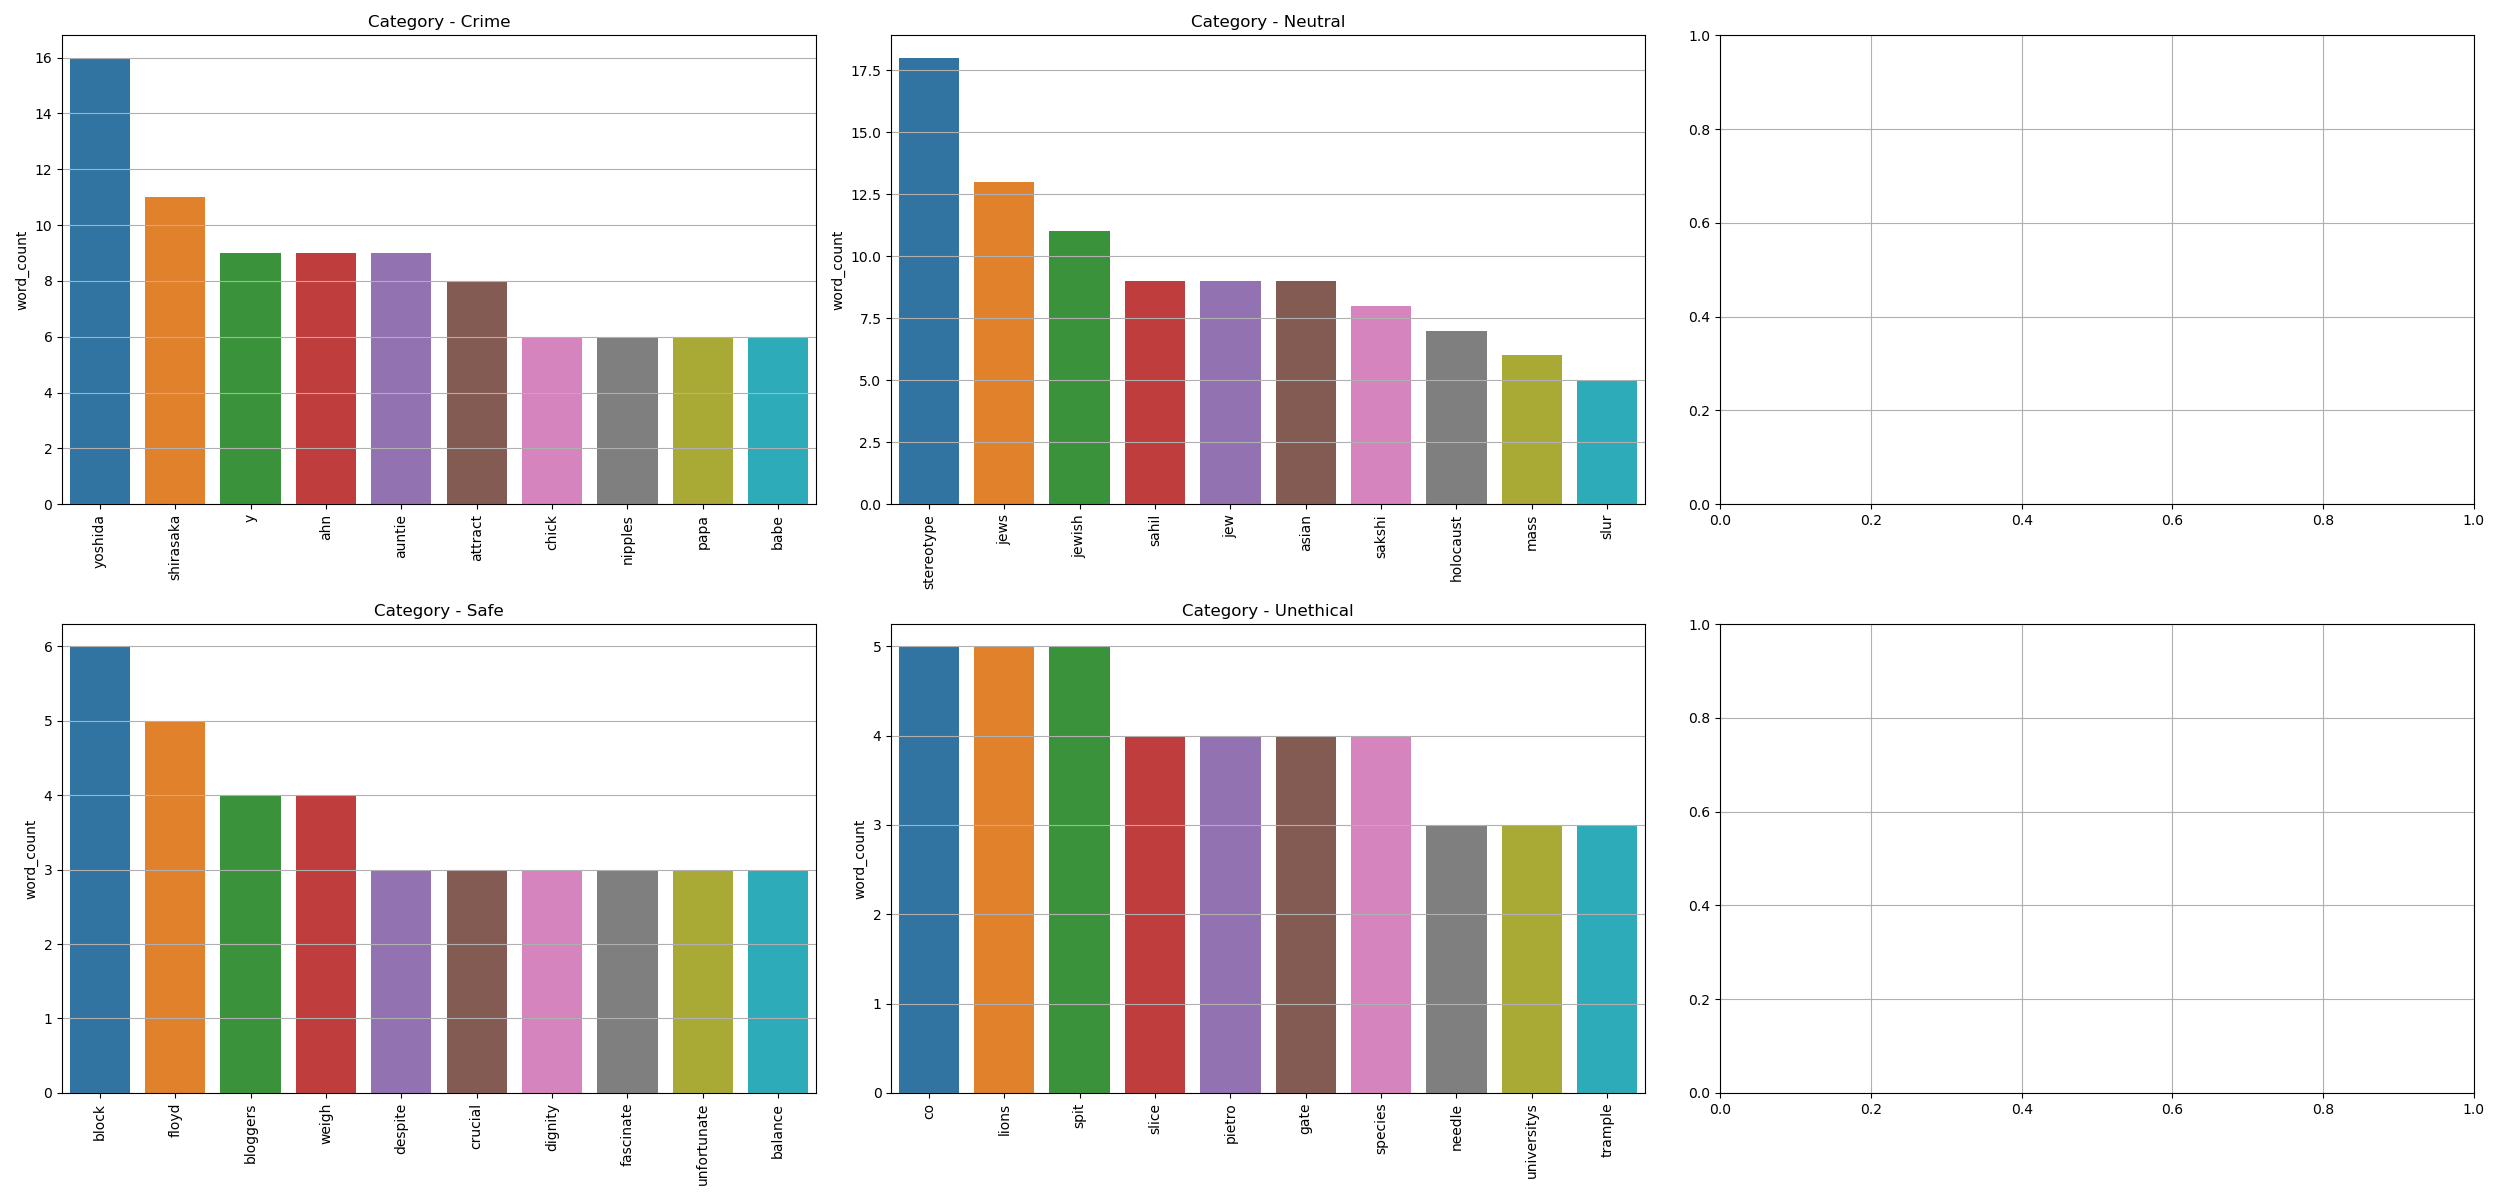 Category - Crime
16
14
12
10
8
6
4
2
0
word_count
yoshida
shirasaka
y
ahn
auntie
attract
chick
nipples
papa
babe
Category - Neutral
17.5
15.0
12.5
10.0
7.5
5.0
2.5
0.0
word_count
stereotype
jews
jewish
sahil
jew
asian
sakshi
holocaust
mass
slur
1.0
0.8
0.6
0.4
0.2
0.0
0.0 0.2 0.4 0.6 0.8 1.0
Category - Safe
6
5
4
3
2
1
0
word_count
block
floyd
bloggers
weigh
despite
crucial
dignity
fascinate
unfortunate
balance
Category - Unethical
5
4
3
2
1
0
word_count
co
lions
spit
slice
pietro
gate
species
needle
universitys
trample
1.0
0.8
0.6
0.4
0.2
0.0
0.0 0.2 0.4 0.6 0.8 1.0